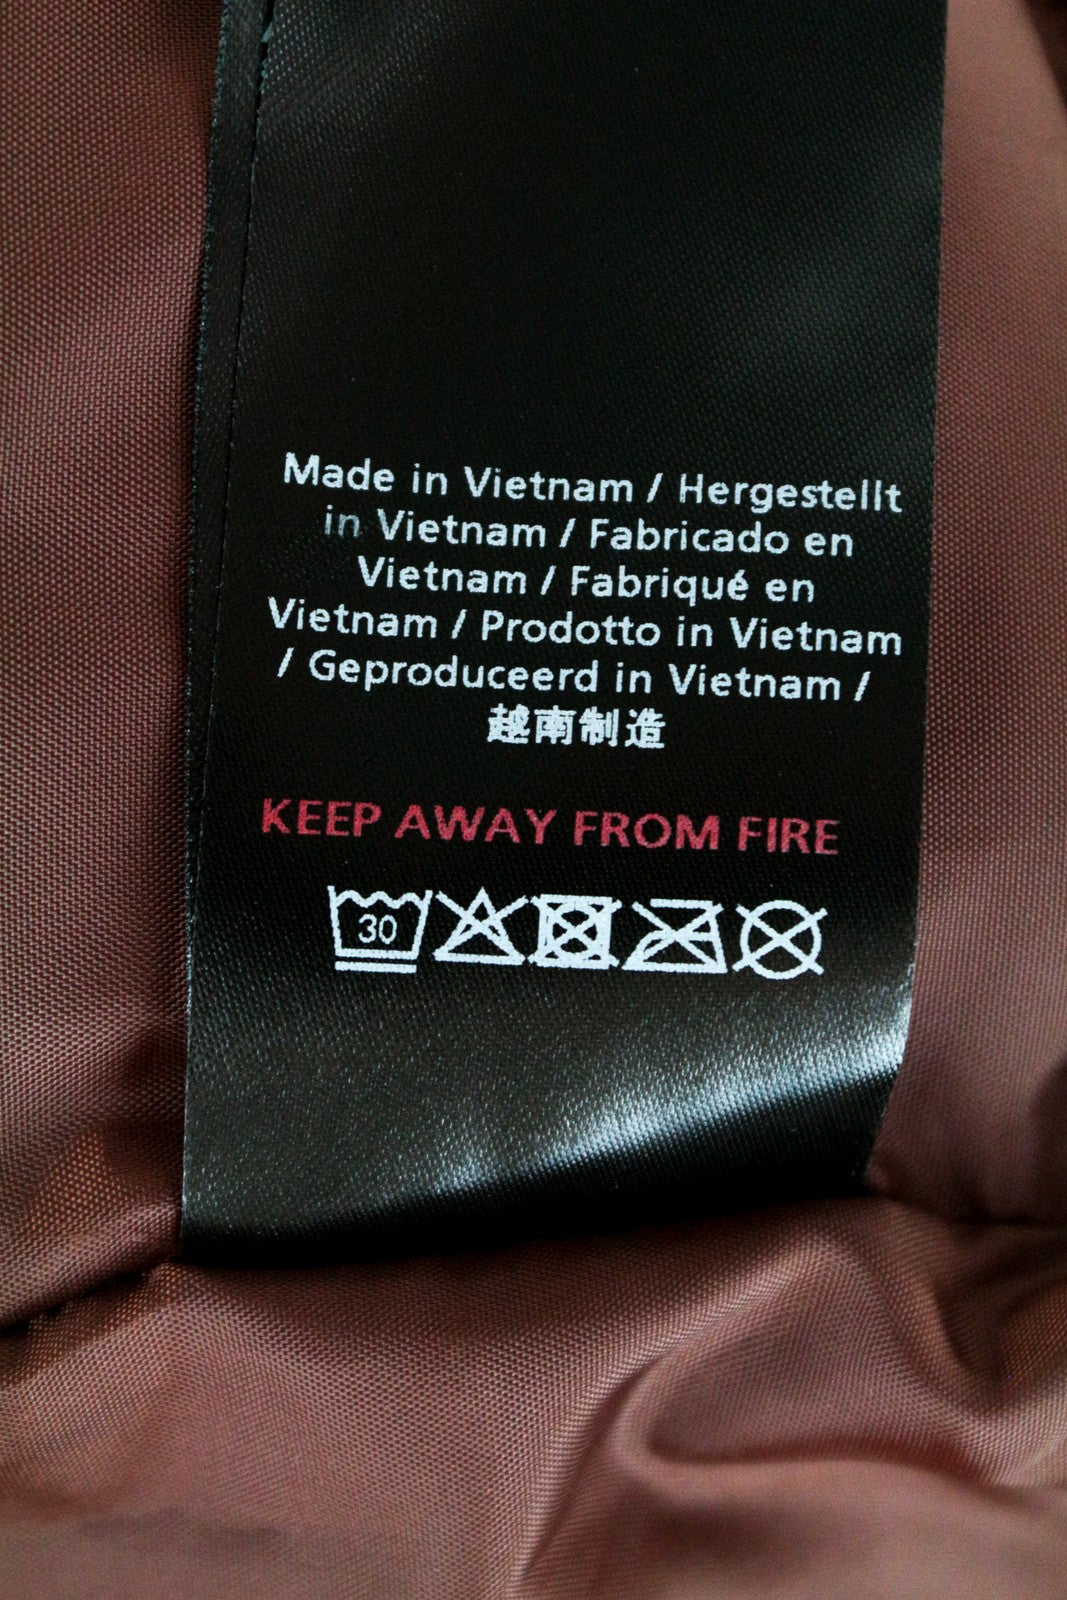 Made in Vietnam / Hergestellt
in Vietnam / Fabricado en
Vietnam / Fabriqué en
Vietnam / Prodotto in Vietnam
/ Geproduceerd in Vietnam /
越南制造
KEEP AWAY FROM FIRE
30